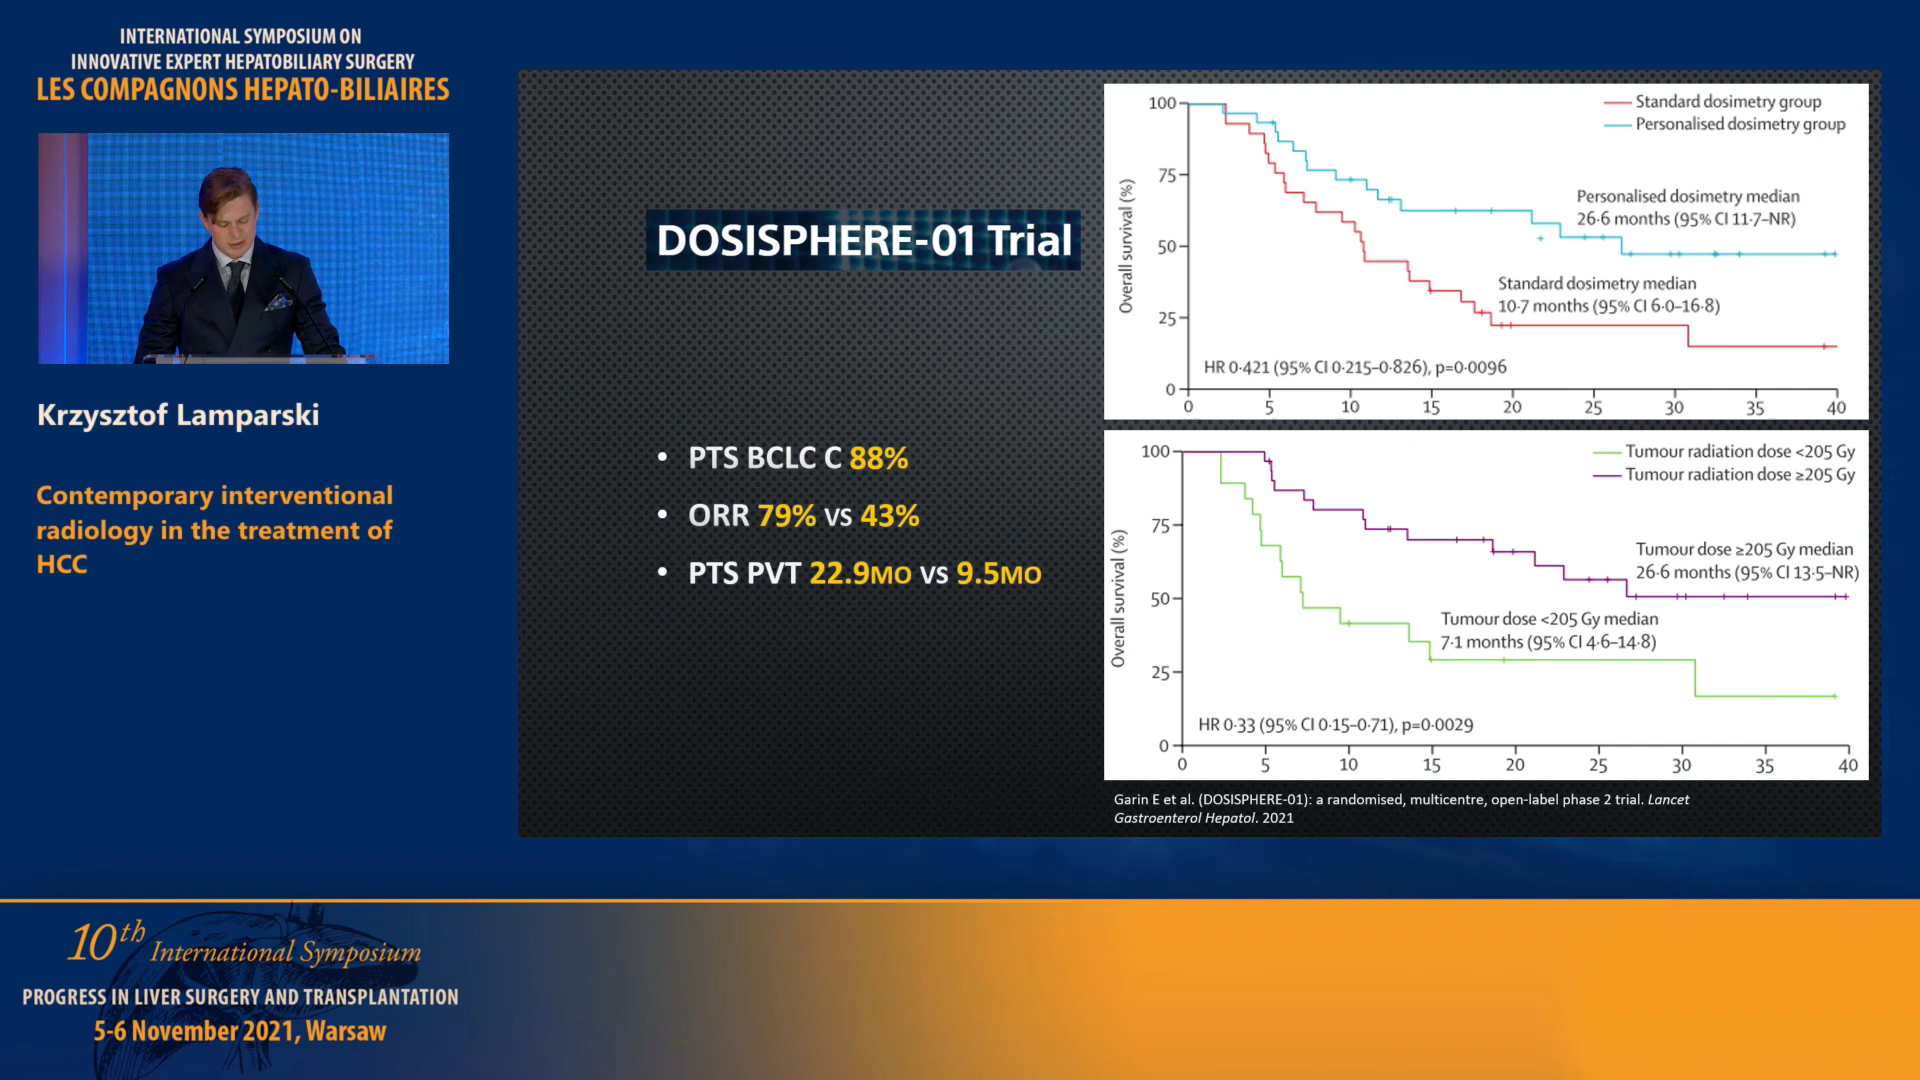 INTERNATIONAL SYMPOSIUM ON
INNOVATIVE EXPERT HEPATOBILIARY SURGERY
LES COMPAGNONS HEPATO-BILIAIRES
Krzysztof Lamparski
Contemporary interventional
radiology in the treatment of
HCC
DOSISPHERE-01 Trial
• PTS BCLC C 88%
• ORR 79% VS 43%
• PTS PVT 22.9MO VS 9.5MO
Standard dosimetry group
Personalised dosimetry group
Overall survival (%)
100
75
50
25
0
Personalised dosimetry median
26·6 months (95% CI 11·7–NR)
Standard dosimetry median
10·7 months (95% CI 6·0–16·8)
HR 0·421 (95% CI 0·215–0·826), p=0·0096
0 5 10 15 20 25 30 35 40
Tumour radiation dose <205 Gy
Tumour radiation dose ≥205 Gy
Overall survival (%)
100
75
50
25
0
Tumour dose ≥205 Gy median
26·6 months (95% CI 13·5–NR)
Tumour dose <205 Gy median
7·1 months (95% CI 4·6–14·8)
HR 0·33 (95% CI 0·15–0·71), p=0·0029
0 5 10 15 20 25 30 35 40
Garin E et al. (DOSISPHERE-01): a randomised, multicentre, open-label phase 2 trial. Lancet
Gastroenterol Hepatol. 2021
10th International Symposium
PROGRESS IN LIVER SURGERY AND TRANSPLANTATION
5-6 November 2021, Warsaw